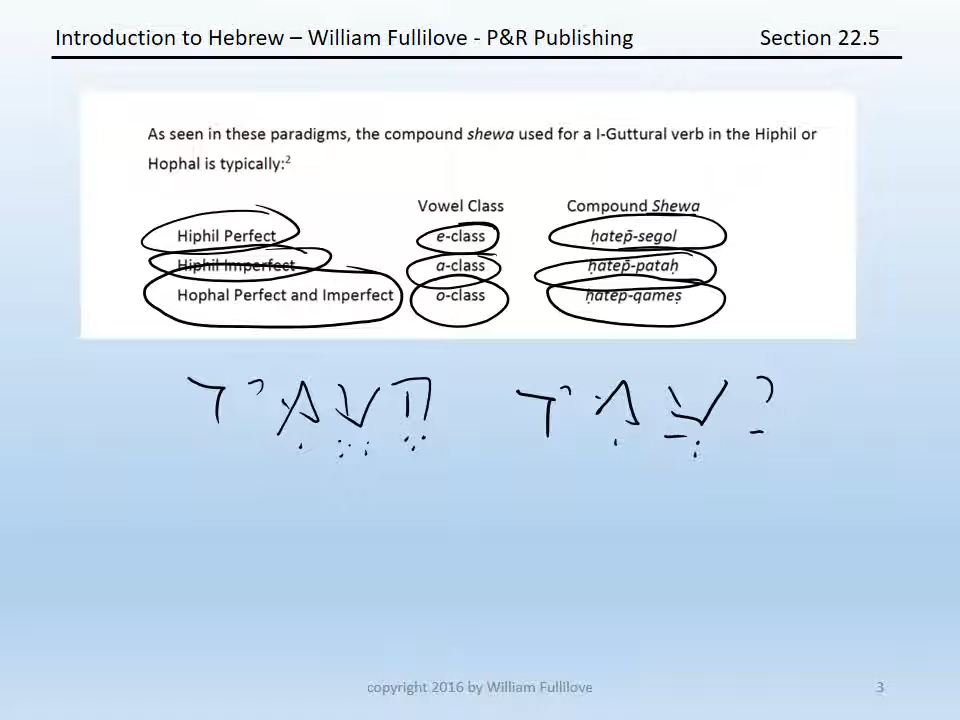 Introduction to Hebrew – William Fullilove - P&R Publishing Section 22.5
As seen in these paradigms, the compound shewa used for a I-Guttural verb in the Hiphil or
Hophal is typically:²
Vowel Class Compound Shewa
Hiphil Perfect e-class ḥatep̄-segol
Hiphil Imperfect a-class ḥatep̄-pataḥ
Hophal Perfect and Imperfect o-class ḥatep̄-qameṣ
הֶעֱמִיד יַעֲמִיד
copyright 2016 by William Fullilove 3